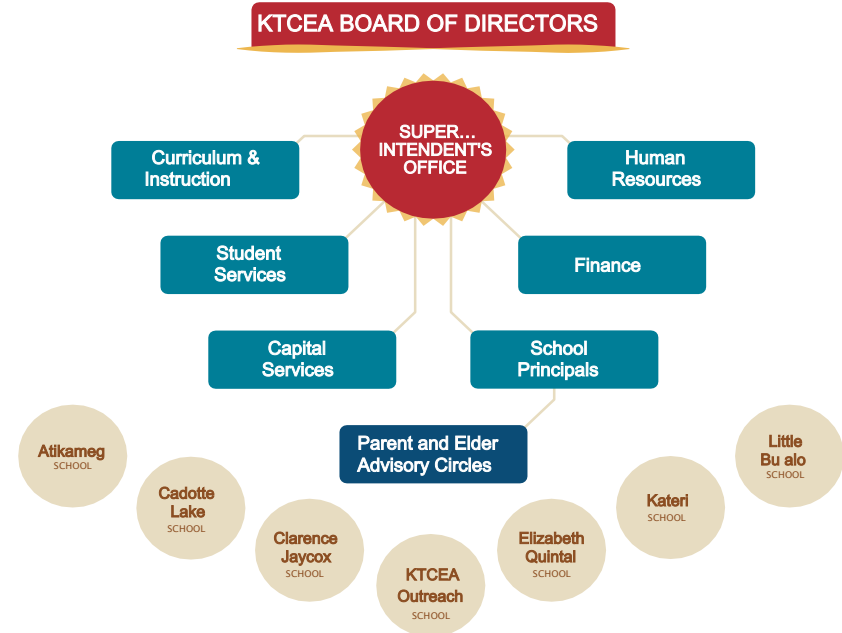 KTCEA BOARD OF DIRECTORS
SUPER...
INTENDENT'S
OFFICE
Curriculum &
Instruction
Human
Resources
Student
Services
Finance
Capital
Services
School
Principals
Parent and Elder
Advisory Circles
Atikameg
SCHOOL
Cadotte
Lake
SCHOOL
Clarence
Jaycox
SCHOOL
KTCEA
Outreach
SCHOOL
Elizabeth
Quintal
SCHOOL
Kateri
SCHOOL
Little
Bu alo
SCHOOL